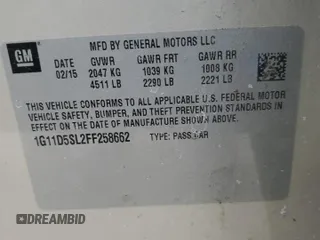 GM
MFD BY GENERAL MOTORS LLC
02/15 GVWR GAWR FRT GAWR RR
2047 KG 1039 KG 1008 KG
4511 LB 2290 LB 2221 LB
THIS VEHICLE CONFORMS TO ALL APPLICABLE U.S. FEDERAL MOTOR
VEHICLE SAFETY, BUMPER, AND THEFT PREVENTION STANDARDS IN
EFFECT ON THE DATE OF MANUFACTURE SHOWN ABOVE.
1G11D5SL2FF258662 TYPE: PASS CAR
AUTOBIDCAR